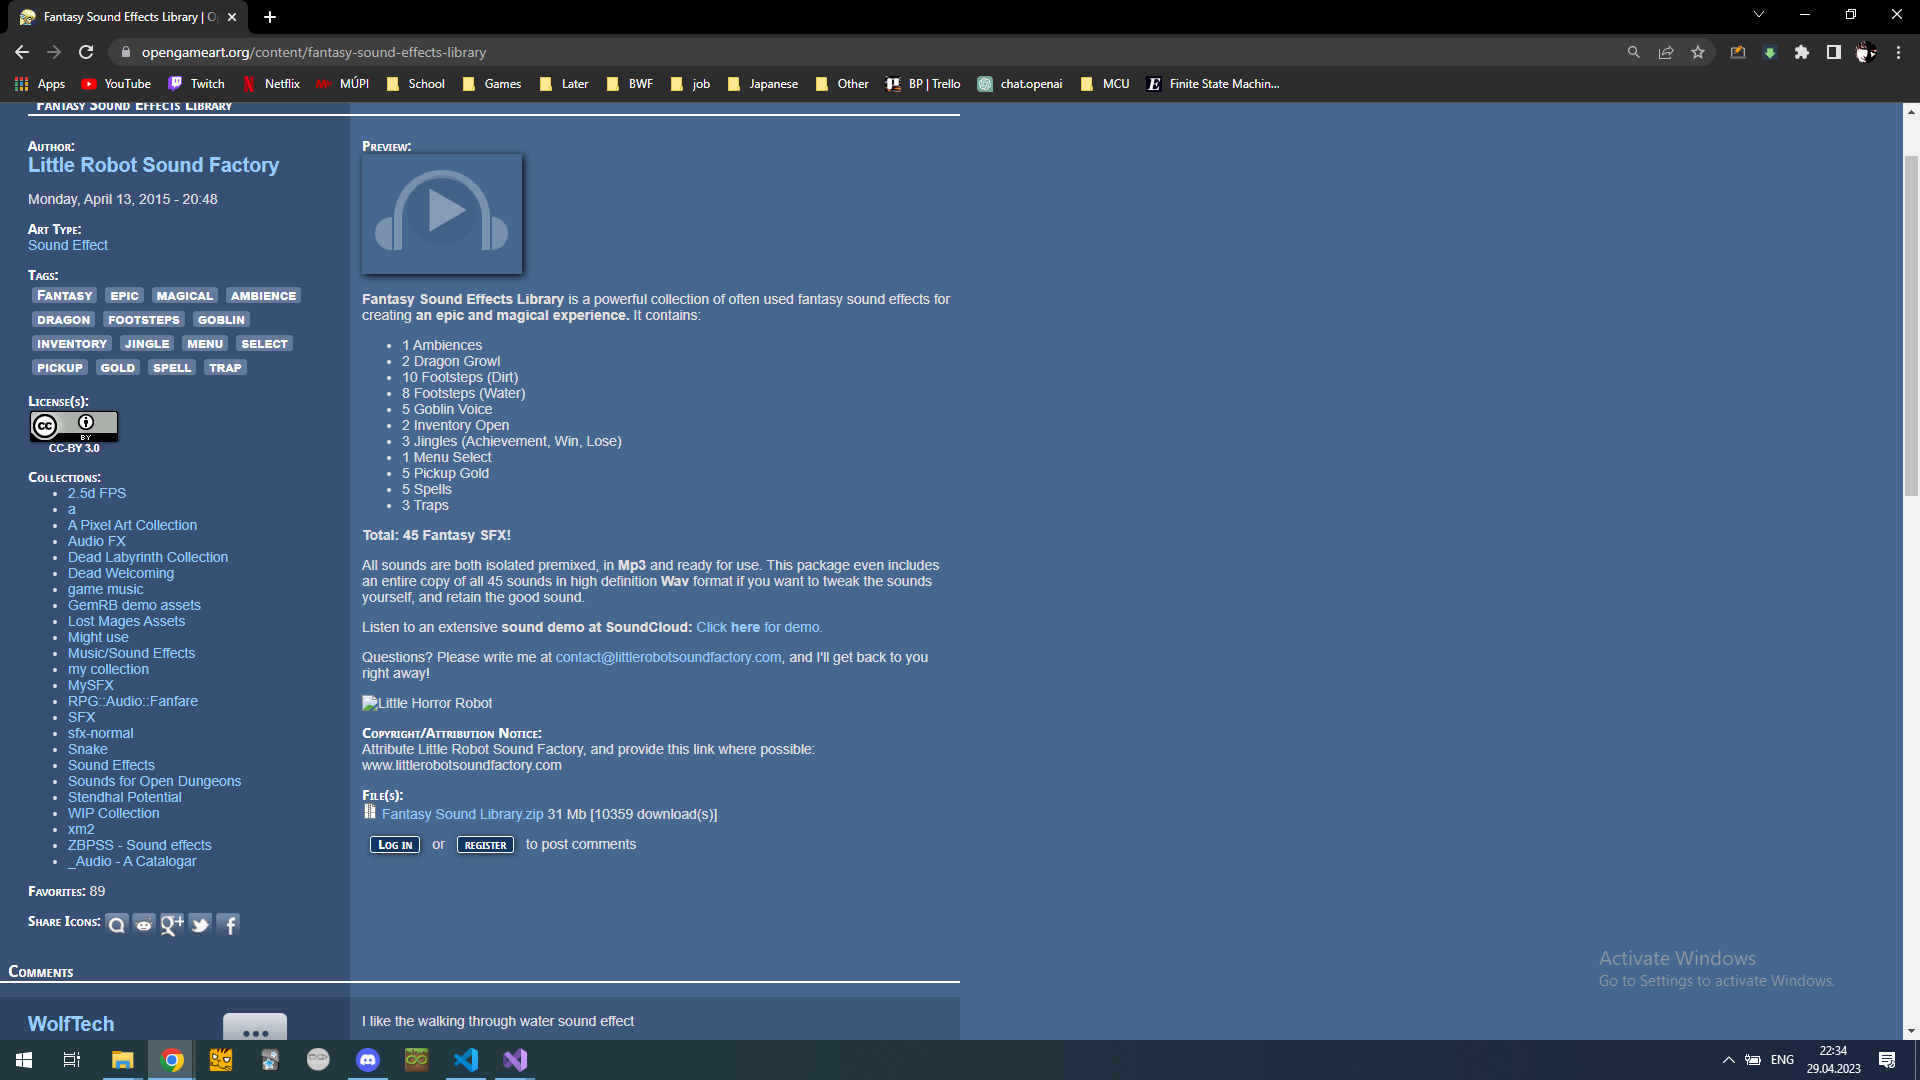 Fantasy Sound Effects Library | O
opengameart.org/content/fantasy-sound-effects-library
Apps YouTube Twitch Netflix MÚPI School Games Later BWF job Japanese Other BP | Trello chat.openai MCU Finite State Machin...
Fantasy Sound Effects Library
Author:
Little Robot Sound Factory
Monday, April 13, 2015 - 20:48
Art Type:
Sound Effect
Tags:
Fantasy epic magical ambience
dragon footsteps goblin
inventory jingle menu select
pickup gold spell trap
License(s):
cc BY
CC-BY 3.0
Collections:
2.5d FPS
a
A Pixel Art Collection
Audio FX
Dead Labyrinth Collection
Dead Welcoming
game music
GemRB demo assets
Lost Mages Assets
Might use
Music/Sound Effects
my collection
MySFX
RPG::Audio::Fanfare
SFX
sfx-normal
Snake
Sound Effects
Sounds for Open Dungeons
Stendhal Potential
WIP Collection
xm2
ZBPSS - Sound effects
_Audio - A Catalogar
Favorites: 89
Share Icons:
Preview:
Fantasy Sound Effects Library is a powerful collection of often used fantasy sound effects for
creating an epic and magical experience. It contains:
1 Ambiences
2 Dragon Growl
10 Footsteps (Dirt)
8 Footsteps (Water)
5 Goblin Voice
2 Inventory Open
3 Jingles (Achievement, Win, Lose)
1 Menu Select
5 Pickup Gold
5 Spells
3 Traps
Total: 45 Fantasy SFX!
All sounds are both isolated premixed, in Mp3 and ready for use. This package even includes
an entire copy of all 45 sounds in high definition Wav format if you want to tweak the sounds
yourself, and retain the good sound.
Listen to an extensive sound demo at SoundCloud: Click here for demo.
Questions? Please write me at contact@littlerobotsoundfactory.com, and I'll get back to you
right away!
Little Horror Robot
Copyright/Attribution Notice:
Attribute Little Robot Sound Factory, and provide this link where possible:
www.littlerobotsoundfactory.com
File(s):
Fantasy Sound Library.zip 31 Mb [10359 download(s)]
Log in or register to post comments
Comments
WolfTech
I like the walking through water sound effect
Activate Windows
Go to Settings to activate Windows.
ENG
22:34
29.04.2023